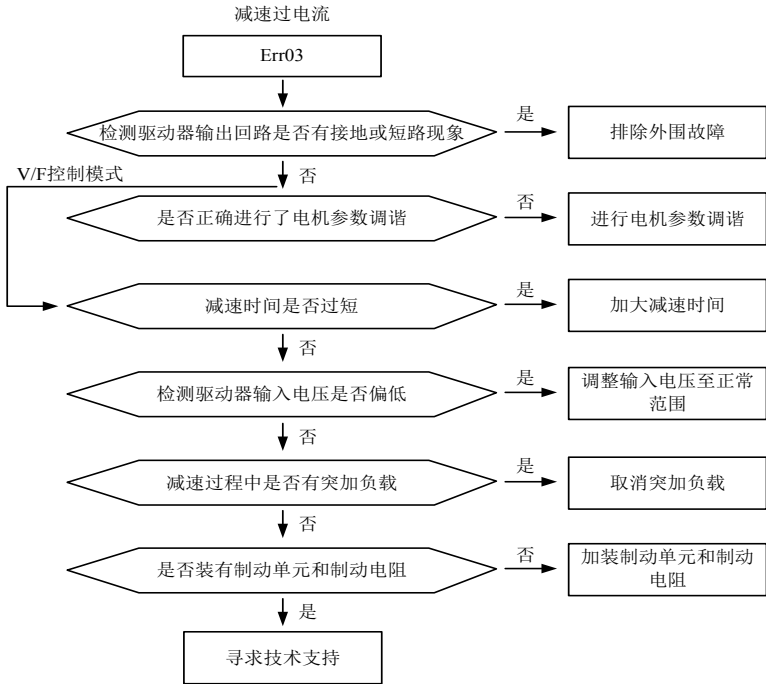 减速过电流
Err03
检测驱动器输出回路是否有接地或短路现象
是
排除外围故障
V/F控制模式
否
是否正确进行了电机参数调谐
否
进行电机参数调谐
减速时间是否过短
是
加大减速时间
否
检测驱动器输入电压是否偏低
是
调整输入电压至正常
范围
否
减速过程中是否有突加负载
是
取消突加负载
否
是否装有制动单元和制动电阻
否
加装制动单元和制动
电阻
是
寻求技术支持